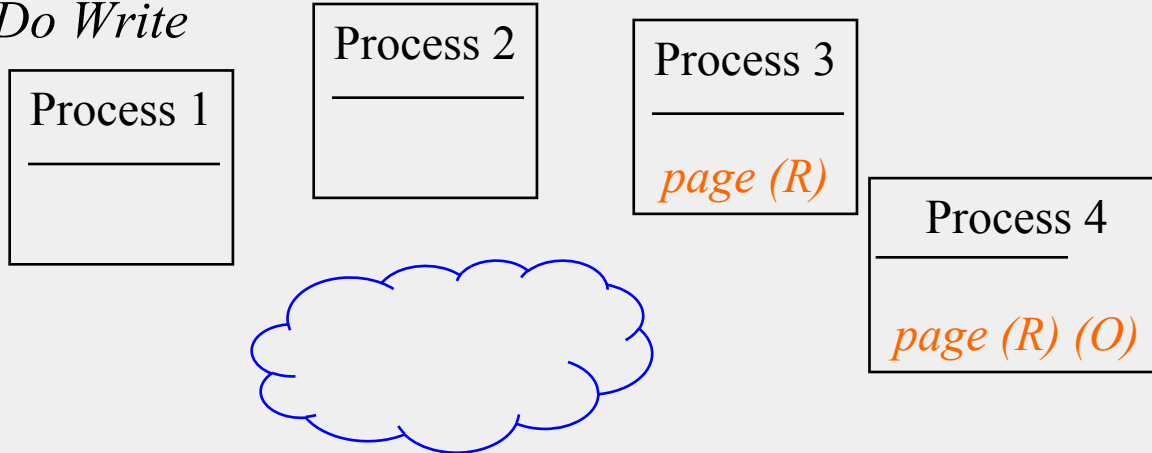 Do Write
Process 1
Process 2
Process 3
page (R)
Process 4
page (R) (O)